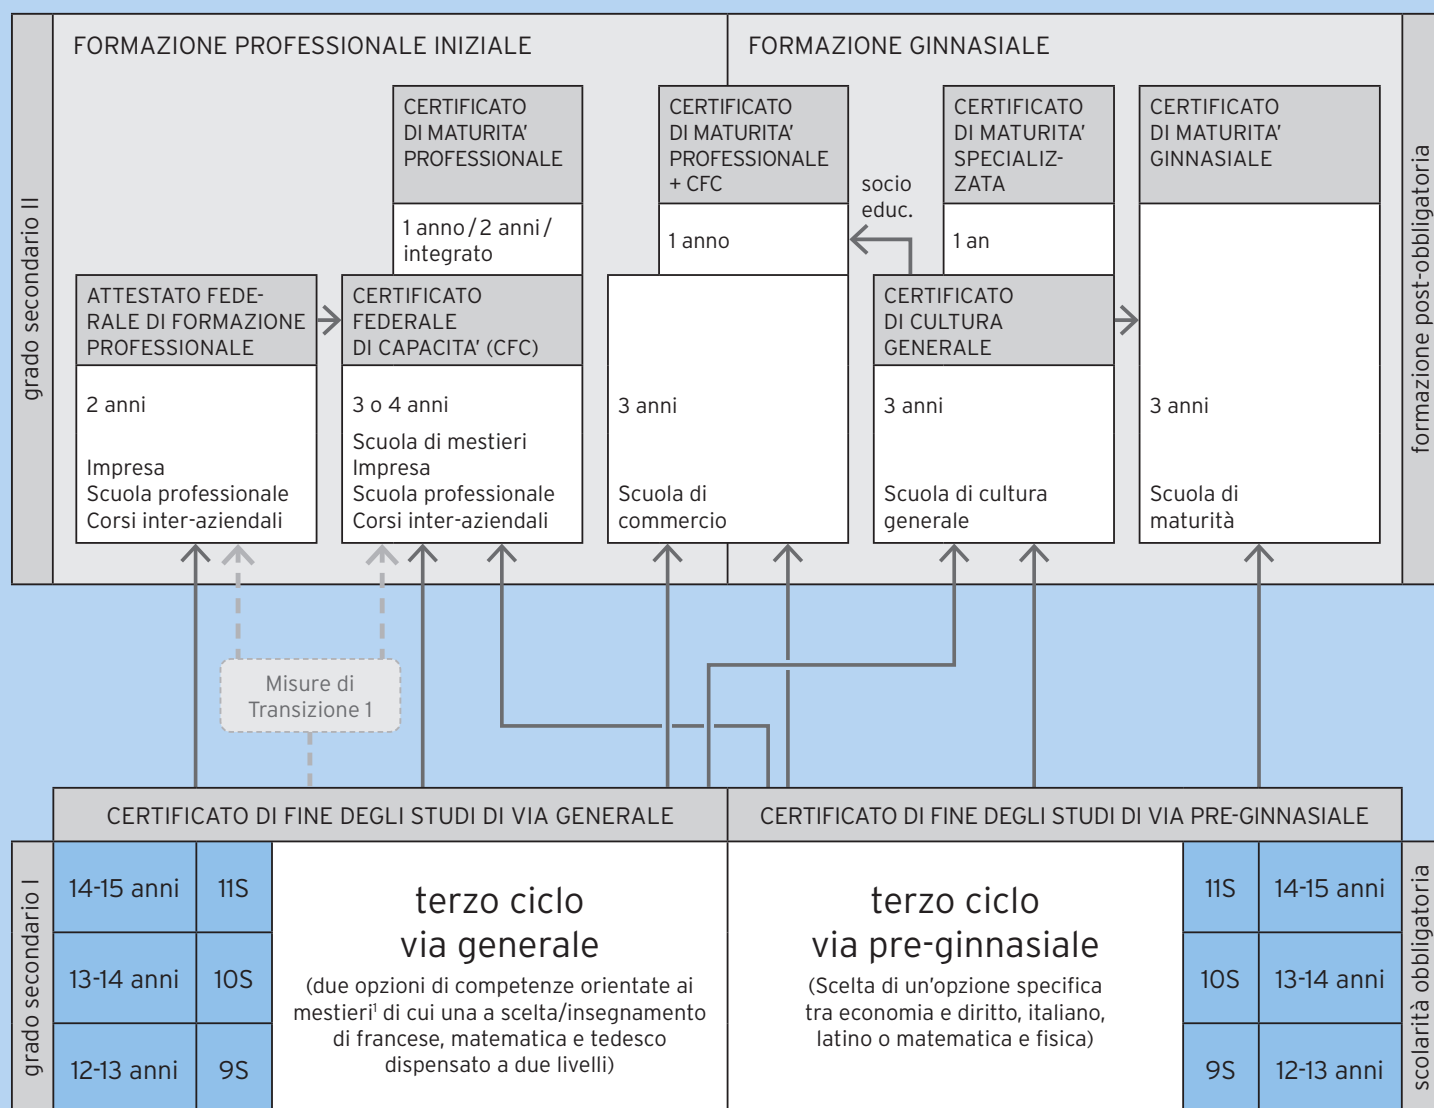 FORMAZIONE PROFESSIONALE INIZIALE
FORMAZIONE GINNASIALE
grado secondario II
formazione post-obbligatoria
CERTIFICATO
DI MATURITA'
PROFESSIONALE
1 anno / 2 anni /
integrato
CERTIFICATO
DI MATURITA'
PROFESSIONALE
+ CFC
1 anno
socio
educ.
CERTIFICATO
DI MATURITA'
SPECIALIZ-
ZATA
1 an
CERTIFICATO
DI MATURITA'
GINNASIALE
ATTESTATO FEDE-
RALE DI FORMAZIONE
PROFESSIONALE
2 anni
Impresa
Scuola professionale
Corsi inter-aziendali
CERTIFICATO
FEDERALE
DI CAPACITA' (CFC)
3 o 4 anni
Scuola di mestieri
Impresa
Scuola professionale
Corsi inter-aziendali
3 anni
Scuola di
commercio
CERTIFICATO
DI CULTURA
GENERALE
3 anni
Scuola di cultura
generale
3 anni
Scuola di
maturità
Misure di
Transizione 1
CERTIFICATO DI FINE DEGLI STUDI DI VIA GENERALE
CERTIFICATO DI FINE DEGLI STUDI DI VIA PRE-GINNASIALE
grado secondario I
14-15 anni 11S
13-14 anni 10S
12-13 anni 9S
terzo ciclo
via generale
(due opzioni di competenze orientate ai
mestieri¹ di cui una a scelta/insegnamento
di francese, matematica e tedesco
dispensato a due livelli)
terzo ciclo
via pre-ginnasiale
(Scelta di un'opzione specifica
tra economia e diritto, italiano,
latino o matematica e fisica)
11S 14-15 anni
10S 13-14 anni
9S 12-13 anni
scolarità obbligatoria